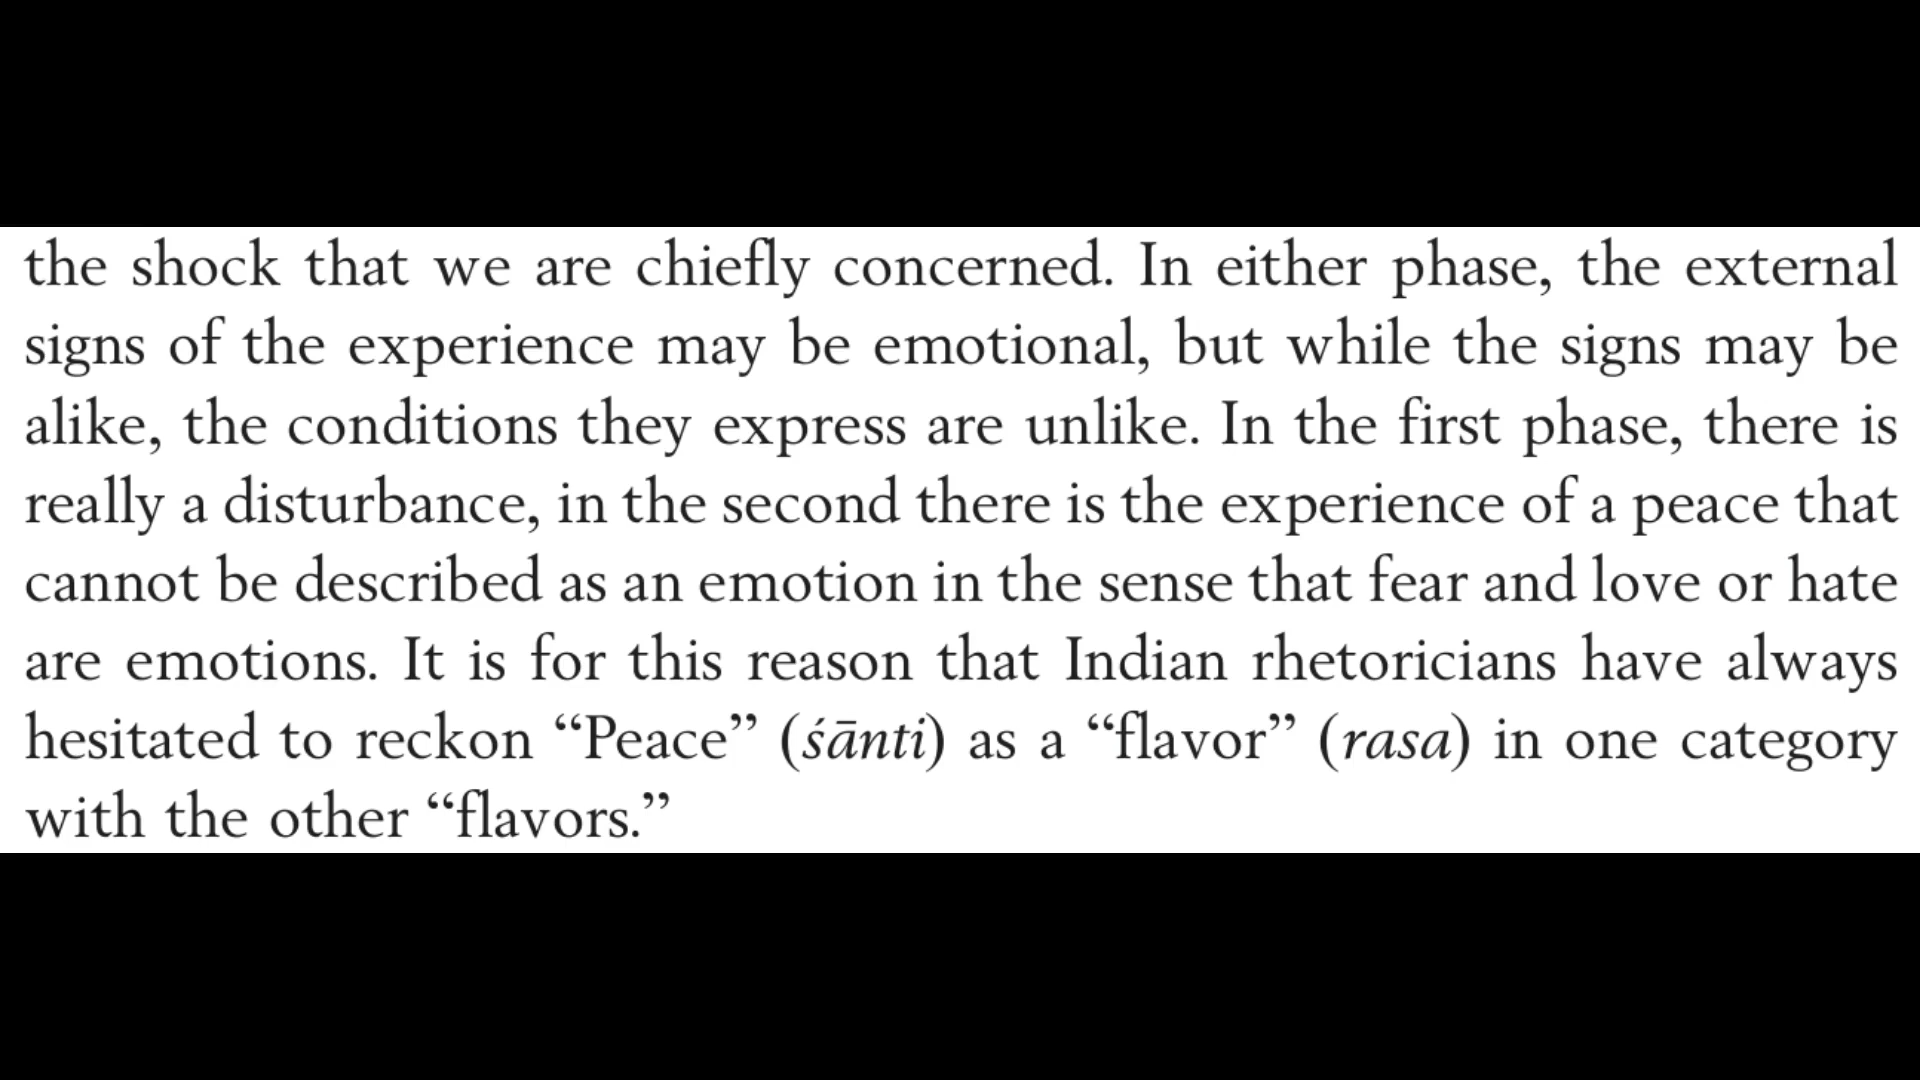 the shock that we are chiefly concerned. In either phase, the external
signs of the experience may be emotional, but while the signs may be
alike, the conditions they express are unlike. In the first phase, there is
really a disturbance, in the second there is the experience of a peace that
cannot be described as an emotion in the sense that fear and love or hate
are emotions. It is for this reason that Indian rhetoricians have always
hesitated to reckon “Peace” (śānti) as a “flavor” (rasa) in one category
with the other “flavors.”